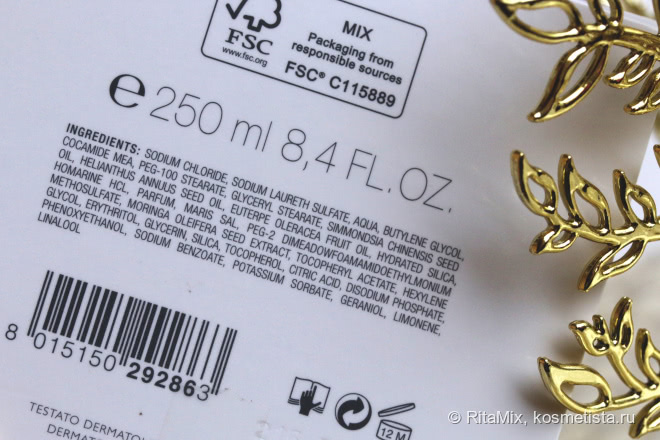 FSC
www.fsc.org
MIX
Packaging from
responsible sources
FSC® C115889
℮ 250 ml 8,4 FL. OZ.
INGREDIENTS: SODIUM CHLORIDE, SODIUM LAURETH SULFATE, AQUA, BUTYLENE GLYCOL,
COCAMIDE MEA, PEG-100 STEARATE, GLYCERYL STEARATE, SIMMONDSIA CHINENSIS SEED
OIL, HELIANTHUS ANNUUS SEED OIL, EUTERPE OLERACEA FRUIT OIL, HYDRATED SILICA,
HOMARINE HCL, PARFUM, MARIS SAL, PEG-2 DIMEADOWFOAMAMIDOETHYLMONIUM
METHOSULFATE, MORINGA OLEIFERA SEED EXTRACT, TOCOPHERYL ACETATE, HEXYLENE
GLYCOL, ERYTHRITOL, GLYCERIN, SILICA, TOCOPHEROL, CITRIC ACID, DISODIUM PHOSPHATE,
PHENOXYETHANOL, SODIUM BENZOATE, POTASSIUM SORBATE, GERANIOL, LIMONENE,
LINALOOL
8 015150 292863
TESTATO DERMATOL
DERMAT
12 M
© RitaMix, kosmetista.ru